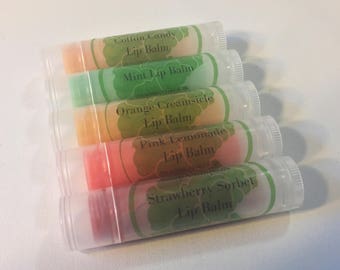 Cotton Candy
Lip Balm
Mint Lip Balm
Orange Creamsicle
Lip Balm
Pink Lemonade
Lip Balm
Strawberry Sorbet
Lip Balm